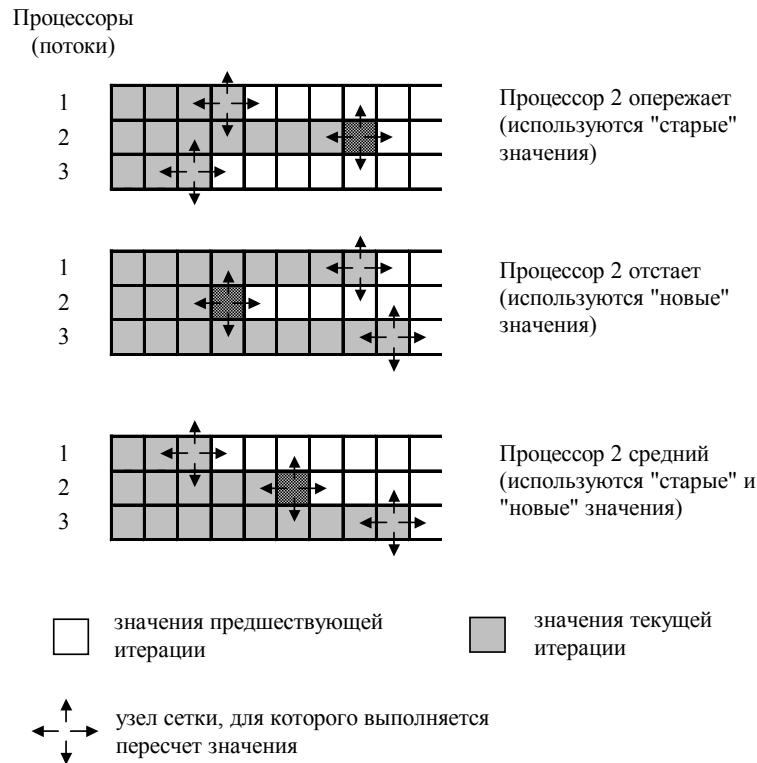 Процессоры
(потоки)
1
2
3
Процессор 2 опережает
(используются "старые"
значения)
1
2
3
Процессор 2 отстает
(используются "новые"
значения)
1
2
3
Процессор 2 средний
(используются "старые" и
"новые" значения)
значения предшествующей
итерации
значения текущей
итерации
узел сетки, для которого выполняется
пересчет значения